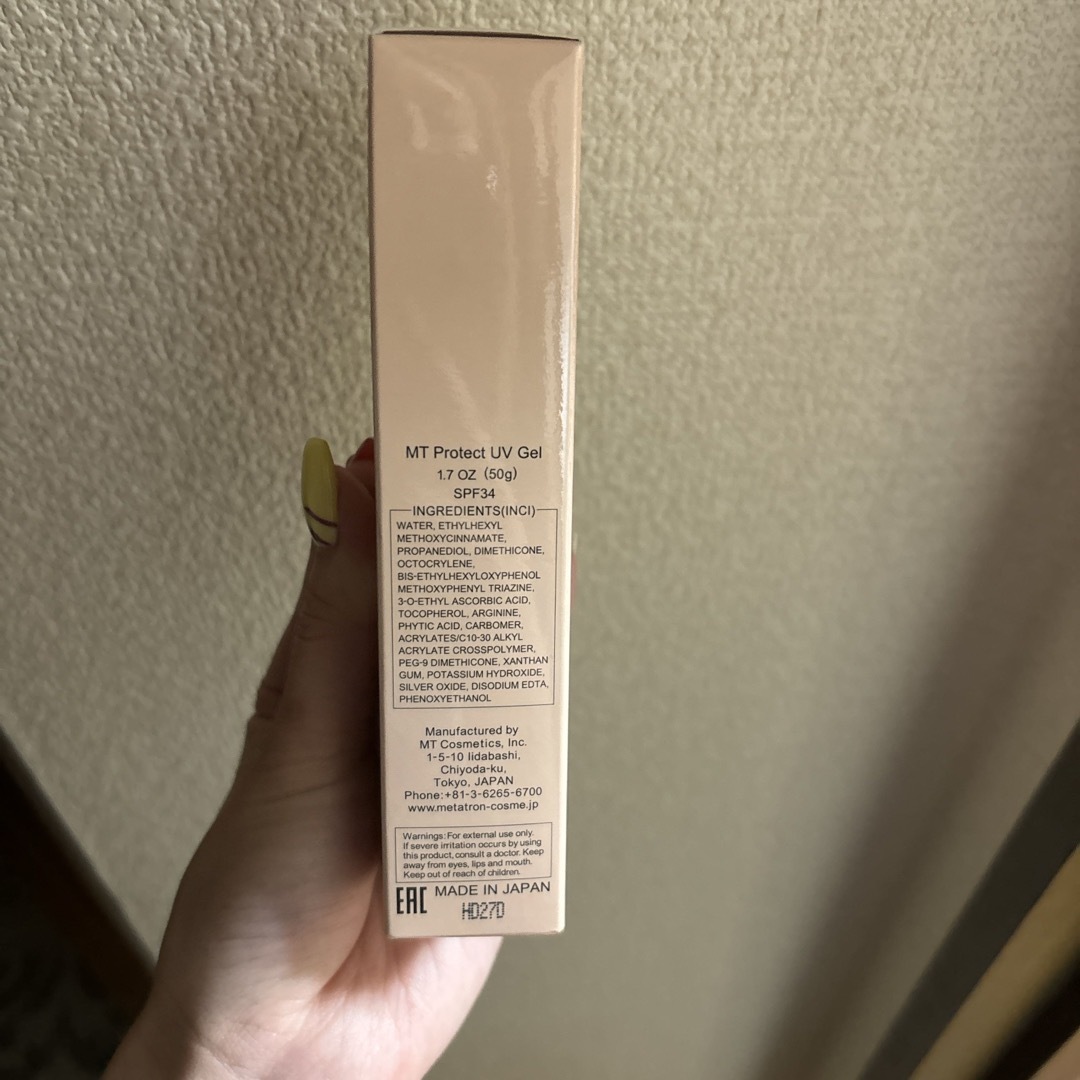 MT Protect UV Gel
1.7 OZ (50g)
SPF34
INGREDIENTS(INCI)
WATER, ETHYLHEXYL
METHOXYCINNAMATE,
PROPANEDIOL, DIMETHICONE,
OCTOCRYLENE,
BIS-ETHYLHEXYLOXYPHENOL
METHOXYPHENYL TRIAZINE,
3-O-ETHYL ASCORBIC ACID,
TOCOPHEROL, ARGININE,
PHYTIC ACID, CARBOMER,
ACRYLATES/C10-30 ALKYL
ACRYLATE CROSSPOLYMER,
PEG-9 DIMETHICONE, XANTHAN
GUM, POTASSIUM HYDROXIDE,
SILVER OXIDE, DISODIUM EDTA,
PHENOXYETHANOL
Manufactured by
MT Cosmetics, Inc.
1-5-10 Iidabashi,
Chiyoda-ku,
Tokyo, JAPAN
Phone:+81-3-6265-6700
www.metatron-cosme.jp
Warnings:For external use only.
If severe irritation occurs by using
this product, consult a doctor. Keep
away from eyes, lips and mouth.
Keep out of reach of children.
EAC MADE IN JAPAN
HD27D